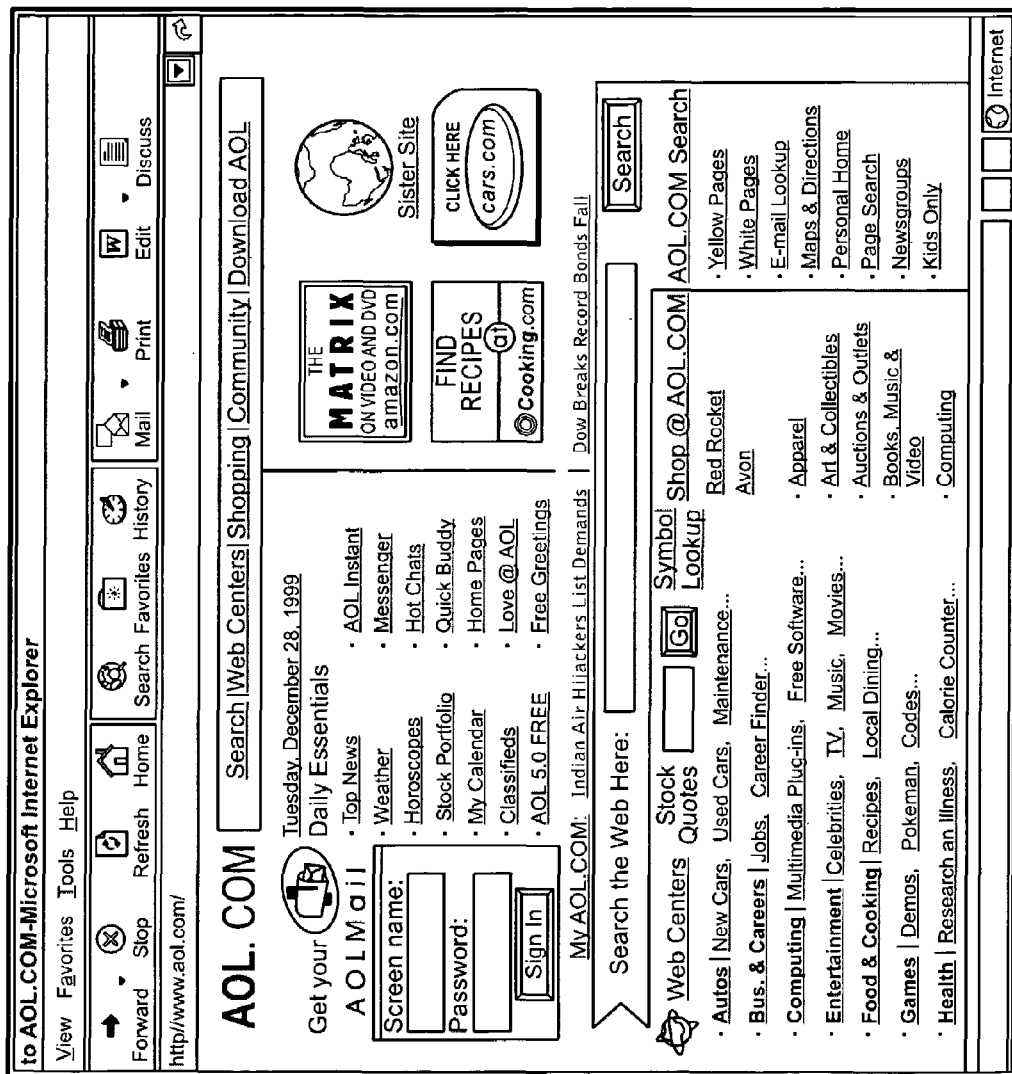 to AOL.COM-Microsoft Internet Explorer
View Favorites Tools Help
Forward Stop Refresh Home Search Favorites History Mail Print Edit Discuss
http//www.aol.com/
AOL. COM
Search|Web Centers|Shopping|Community|Download AOL
Get your
AOLMail
Screen name:
Password:
Sign In
Tuesday, December 28, 1999
Daily Essentials
· Top News
· Weather
· Horoscopes
· Stock Portfolio
· My Calendar
· Classifieds
· AOL 5.0 FREE
· AOL Instant
· Messenger
· Hot Chats
· Quick Buddy
· Home Pages
· Love@AOL
· Free Greetings
THE
MATRIX
ON VIDEO AND DVD
amazon.com
Sister Site
FIND
RECIPES
at
Cooking.com
CLICK HERE
cars.com
My AOL.COM: Indian Air Hijackers List Demands | Dow Breaks Record Bonds Fall
Search the Web Here:
Search
Web Centers
Stock
Quotes
Go
Symbol
Lookup
· Autos | New Cars, Used Cars, Maintenance...
· Bus. & Careers | Jobs, Career Finder...
· Computing | Multimedia Plug-ins, Free Software...
· Entertainment | Celebrities, TV, Music, Movies...
· Food & Cooking | Recipes, Local Dining...
· Games | Demos, Pokeman, Codes...
· Health | Research an Illness, Calorie Counter...
Shop@AOL.COM
Red Rocket
Avon
· Apparel
· Art & Collectibles
· Auctions & Outlets
· Books, Music &
Video
· Computing
AOL.COM Search
· Yellow Pages
· White Pages
· E-mail Lookup
· Maps & Directions
· Personal Home
· Page Search
· Newsgroups
· Kids Only
Internet